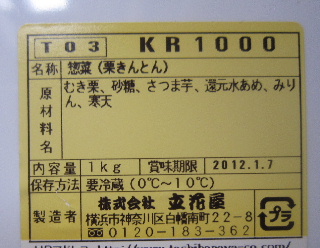 T03 KR1000
名称 惣菜(栗きんとん)
原材料名 むき栗、砂糖、さつま芋、還元水あめ、みりん、寒天
内容量 1kg 賞味期限 2012.1.7
保存方法 要冷蔵(0℃~10℃)
製造者 株式会社 立花屋
横浜市神奈川区白幡南町22-8
0120-183-362
プラ